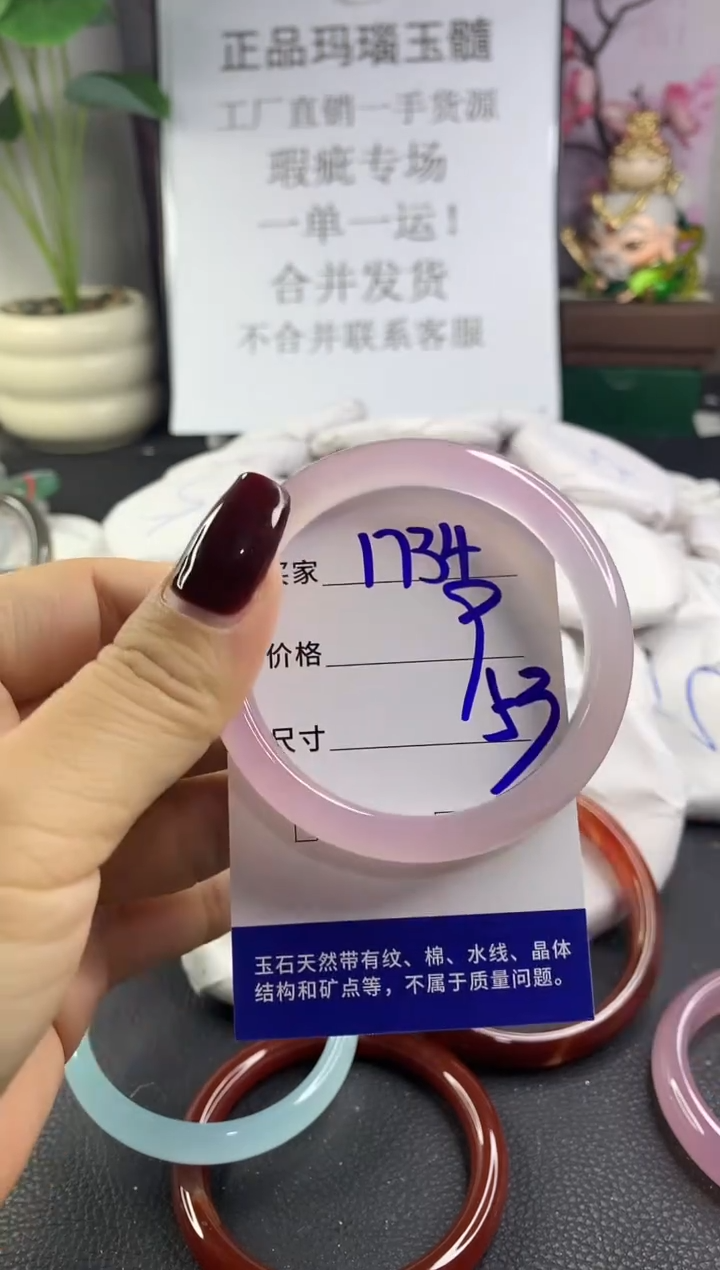 正品玛瑙玉髓
工厂直销一手货源
瑕疵专场
一单一运！
合并发货
不合并联系客服
买家 1734
价格
尺寸 53
玉石天然带有纹、棉、水线、晶体
结构和矿点等，不属于质量问题。